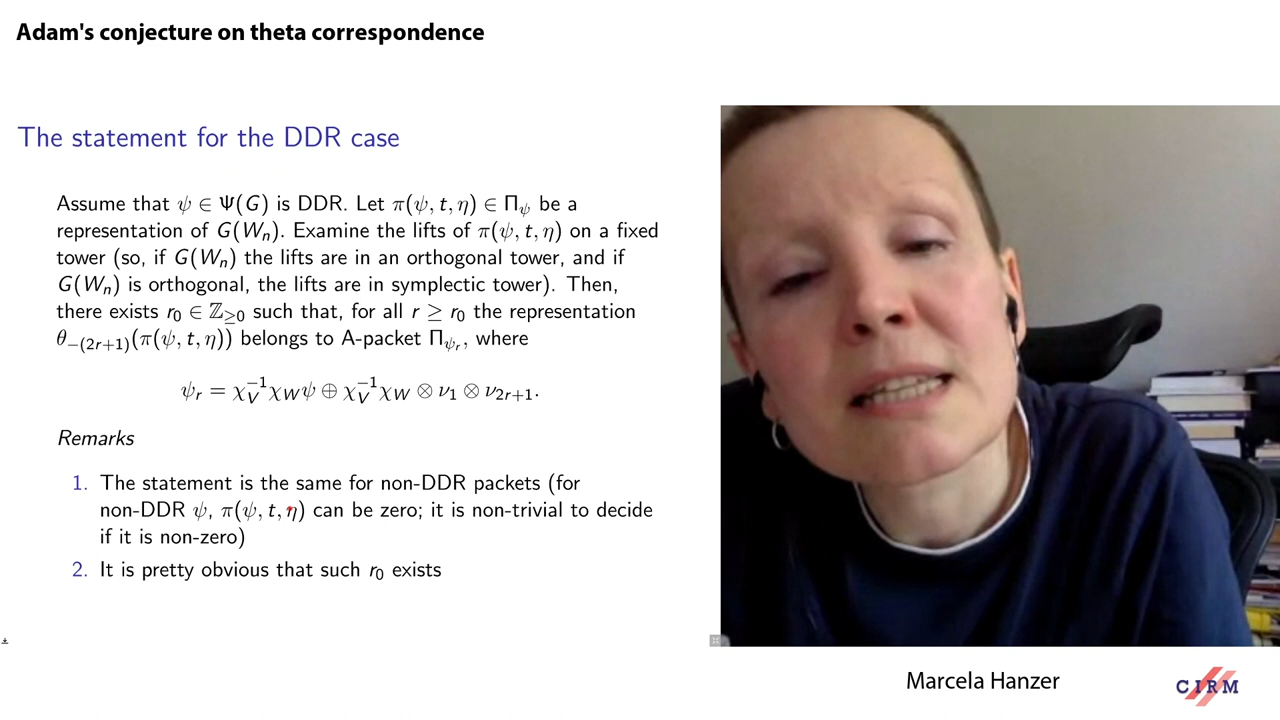 Adam's conjecture on theta correspondence
The statement for the DDR case
Assume that ψ ∈ Ψ(G) is DDR. Let π(ψ, t, η) ∈ Π_ψ be a
representation of G(W_n). Examine the lifts of π(ψ, t, η) on a fixed
tower (so, if G(W_n) the lifts are in an orthogonal tower, and if
G(W_n) is orthogonal, the lifts are in symplectic tower). Then,
there exists r_0 ∈ ℤ_{≥0} such that, for all r ≥ r_0 the representation
θ_{−(2r+1)}(π(ψ, t, η)) belongs to A-packet Π_{ψ_r}, where
ψ_r = χ_V^{−1}χ_Wψ ⊕ χ_V^{−1}χ_W ⊗ ν_1 ⊗ ν_{2r+1}.
Remarks
1. The statement is the same for non-DDR packets (for
non-DDR ψ, π(ψ, t, η) can be zero; it is non-trivial to decide
if it is non-zero)
2. It is pretty obvious that such r_0 exists
Marcela Hanzer
CIRM